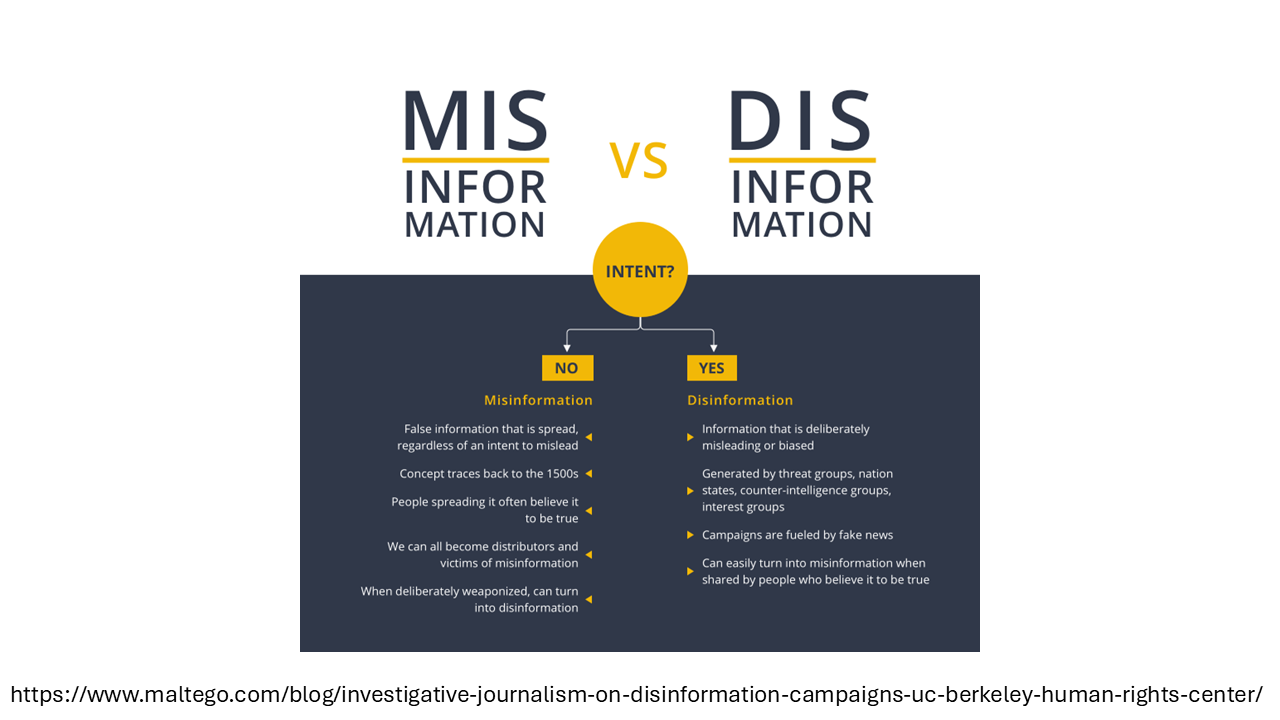 MIS
INFOR
MATION
VS
DIS
INFOR
MATION
INTENT?
NO
Misinformation
False information that is spread,
regardless of an intent to mislead
Concept traces back to the 1500s
People spreading it often believe it
to be true
We can all become distributors and
victims of misinformation
When deliberately weaponized, can turn
into disinformation
YES
Disinformation
Information that is deliberately
misleading or biased
Generated by threat groups, nation
states, counter-intelligence groups,
interest groups
Campaigns are fueled by fake news
Can easily turn into misinformation when
shared by people who believe it to be true
https://www.maltego.com/blog/investigative-journalism-on-disinformation-campaigns-uc-berkeley-human-rights-center/